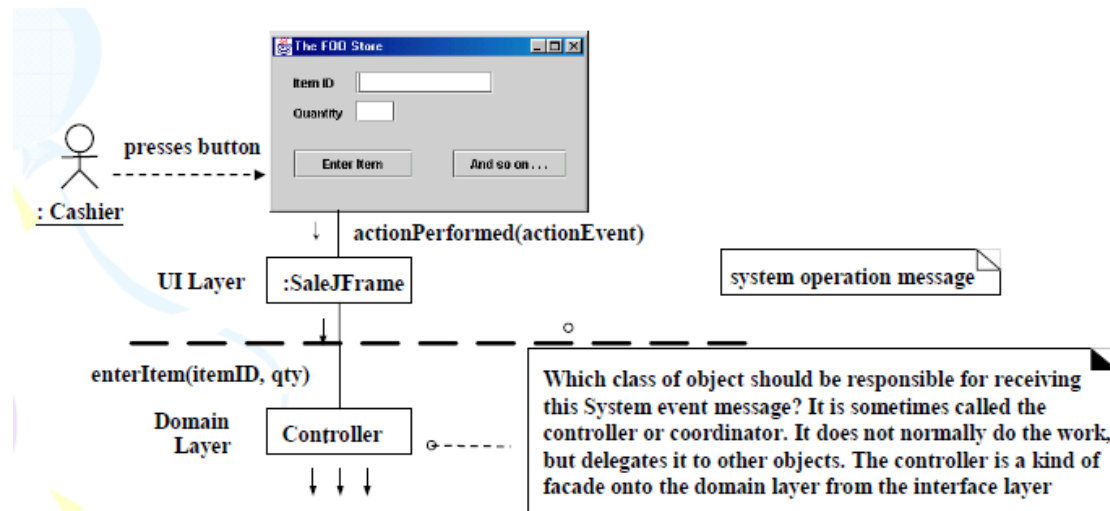 The FOO Store
Item ID
Quantity
Enter Item
And so on . . .
presses button
: Cashier
actionPerformed(actionEvent)
UI Layer
:SaleJFrame
system operation message
enterItem(itemID, qty)
Domain
Layer
Controller
Which class of object should be responsible for receiving
this System event message? It is sometimes called the
controller or coordinator. It does not normally do the work,
but delegates it to other objects. The controller is a kind of
facade onto the domain layer from the interface layer